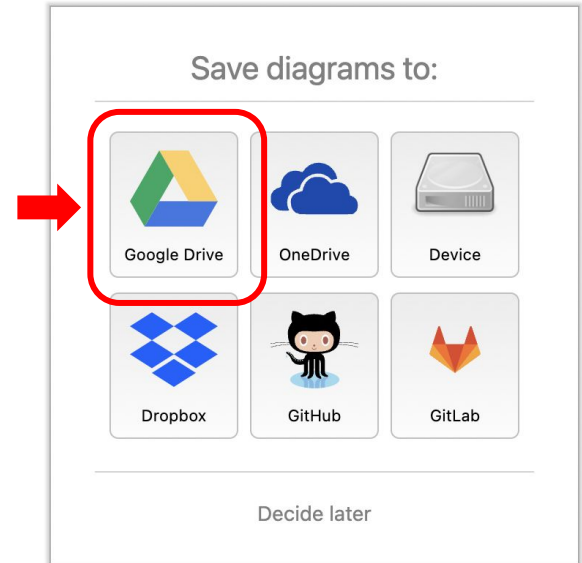 Save diagrams to:
Google Drive
OneDrive
Device
Dropbox
GitHub
GitLab
Decide later